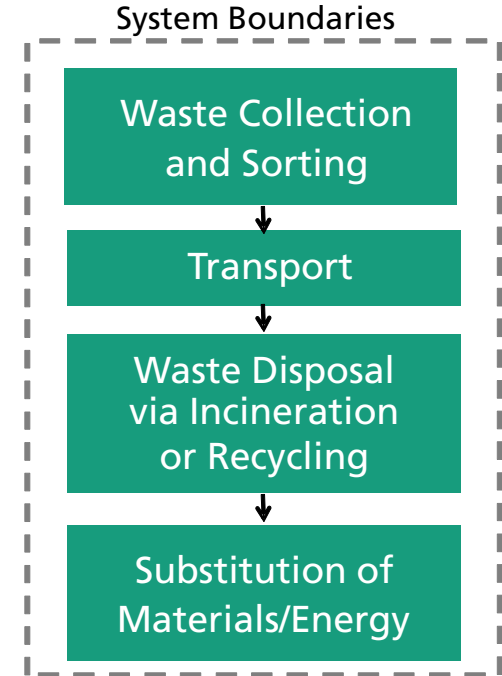 System Boundaries
Waste Collection
and Sorting
Transport
Waste Disposal
via Incineration
or Recycling
Substitution of
Materials/Energy